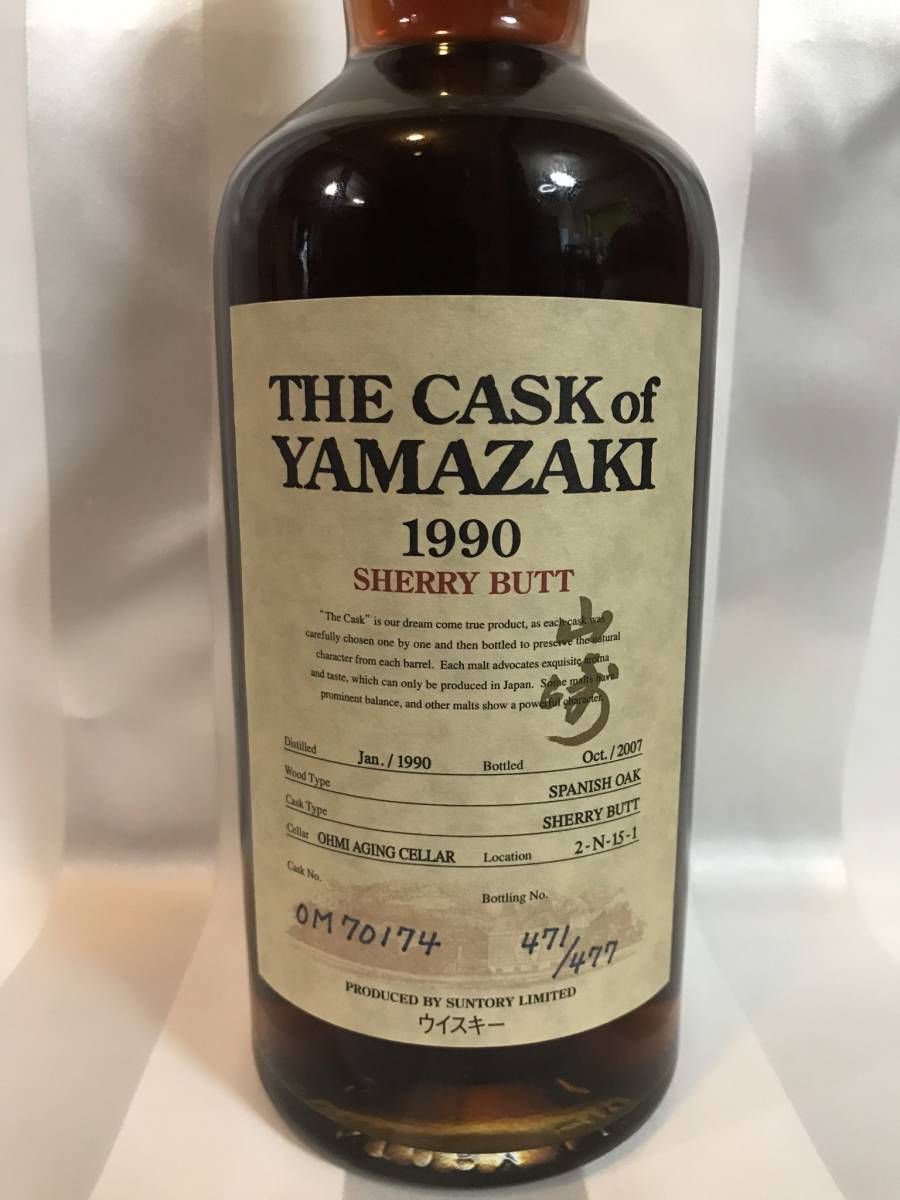 THE CASK of
YAMAZAKI
1990
SHERRY BUTT
山崎
"The Cask" is our dream come true product, as each cask was
carefully chosen one by one and then bottled to preserve the natural
character from each barrel. Each malt advocates exquisite aroma
and taste, which can only be produced in Japan. Some malts have
prominent balance, and other malts show a powerful character.
Distilled Jan. / 1990 Bottled Oct. / 2007
Wood Type SPANISH OAK
Cask Type SHERRY BUTT
Cellar OHMI AGING CELLAR Location 2-N-15-1
Cask No. Bottling No.
OM 70174 471/477
PRODUCED BY SUNTORY LIMITED
ウイスキー